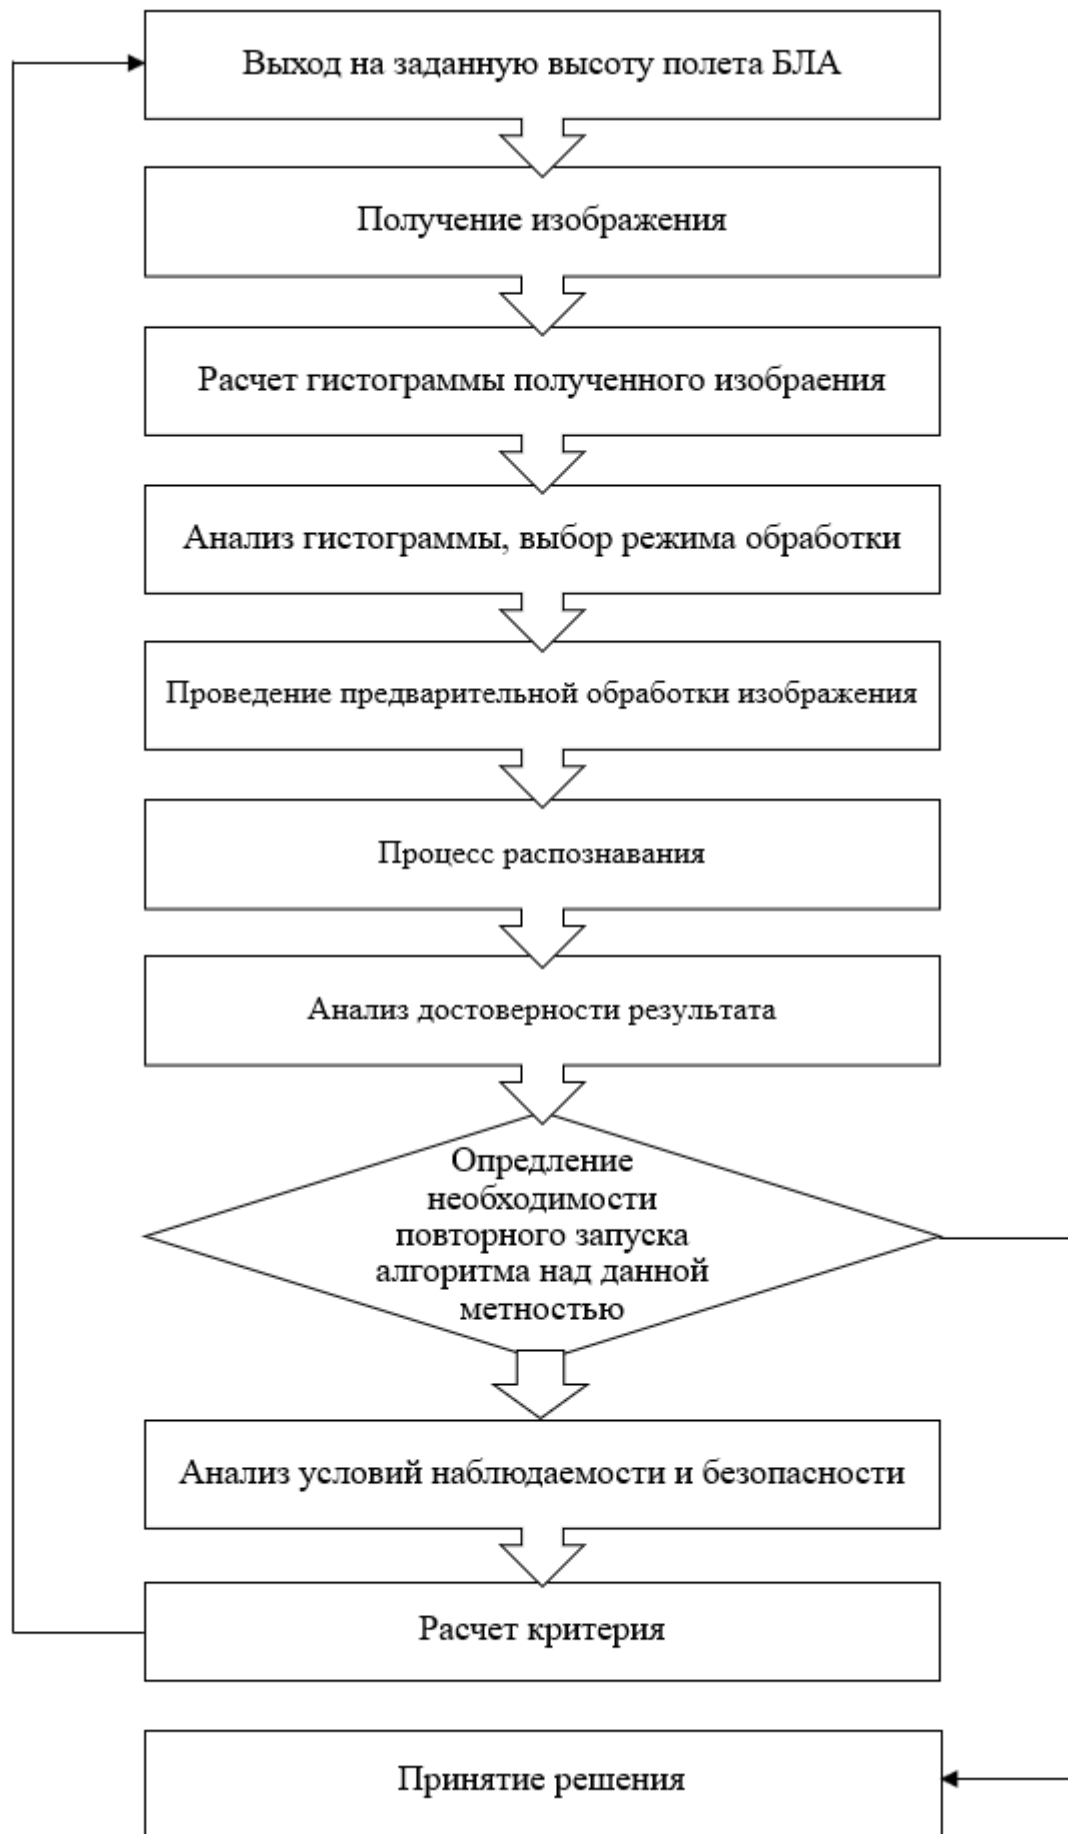 Выход на заданную высоту полета БЛА
Получение изображения
Расчет гистограммы полученного изобраения
Анализ гистограммы, выбор режима обработки
Проведение предварительной обработки изображения
Процесс распознавания
Анализ достоверности результата
Опредление
необходимости
повторного запуска
алгоритма над данной
метностью
Анализ условий наблюдаемости и безопасности
Расчет критерия
Принятие решения